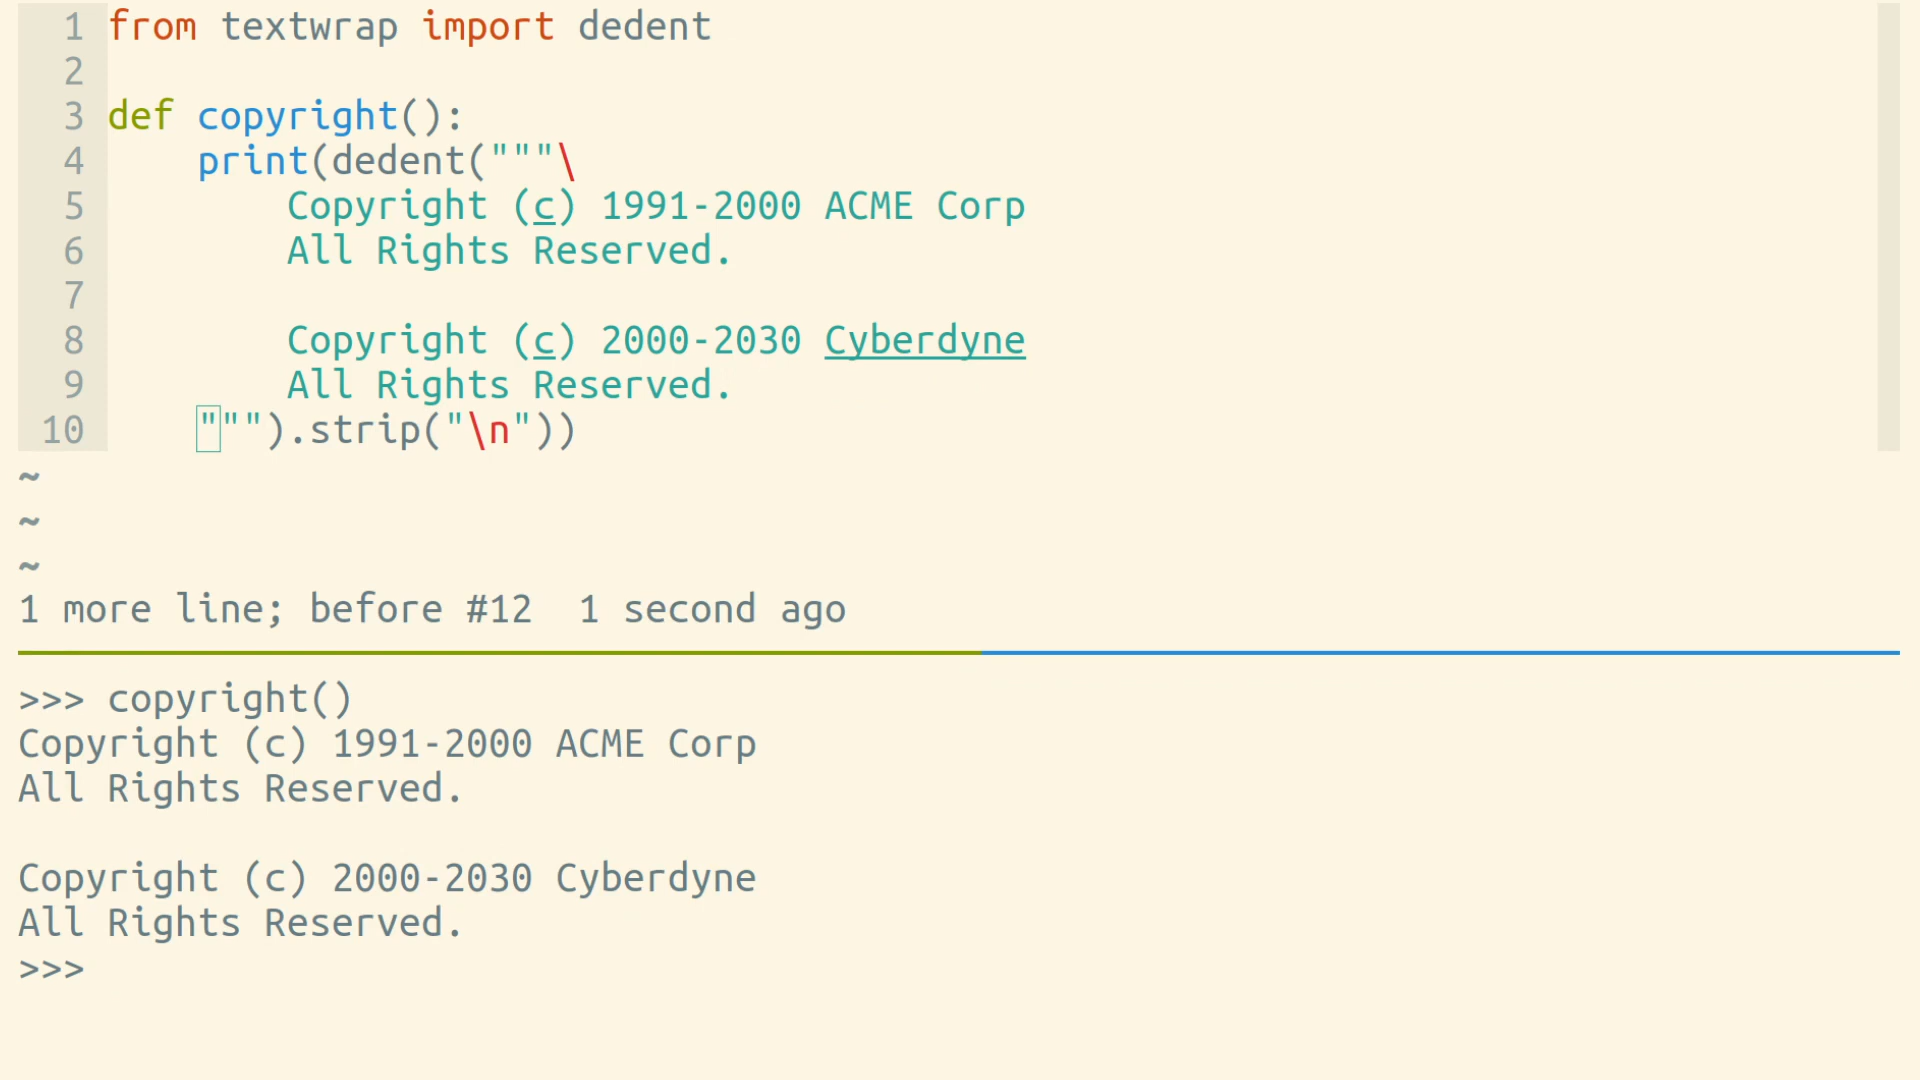 1 from textwrap import dedent
2
3 def copyright():
4     print(dedent("""\
5         Copyright (c) 1991-2000 ACME Corp
6         All Rights Reserved.
7
8         Copyright (c) 2000-2030 Cyberdyne
9         All Rights Reserved.
10     """).strip("\n"))
~
~
~
1 more line; before #12  1 second ago
>>> copyright()
Copyright (c) 1991-2000 ACME Corp
All Rights Reserved.

Copyright (c) 2000-2030 Cyberdyne
All Rights Reserved.
>>>